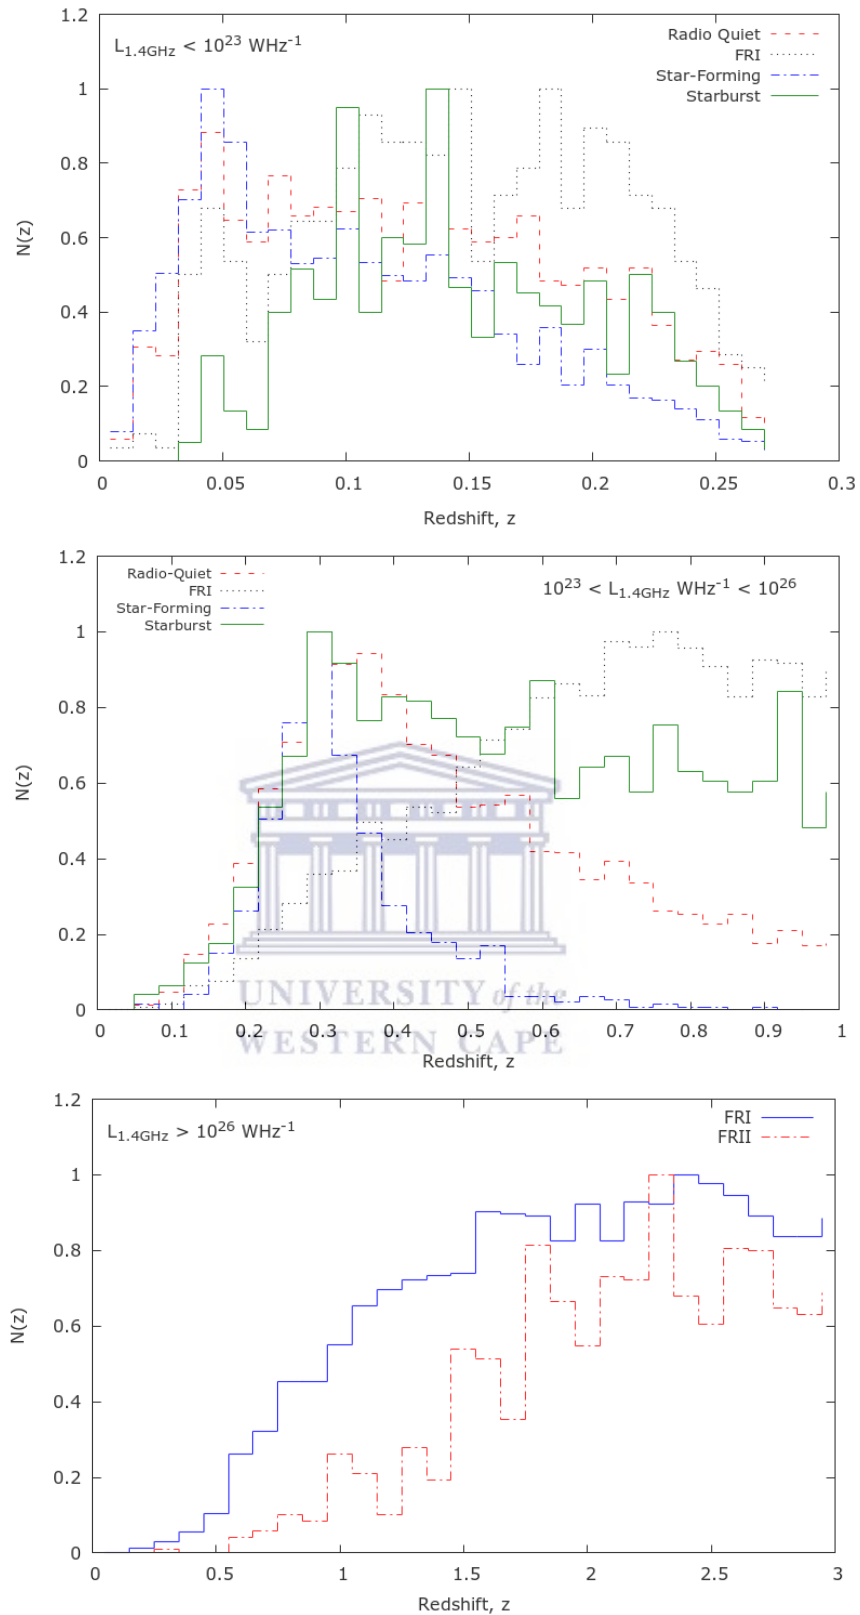 L1.4GHz < 10^23 WHz^-1
Radio Quiet
FRI
Star-Forming
Starburst
1.2
1
0.8
0.6
0.4
0.2
0
N(z)
0 0.05 0.1 0.15 0.2 0.25 0.3
Redshift, z
Radio-Quiet
FRI
Star-Forming
Starburst
10^23 < L1.4GHz WHz^-1 < 10^26
1.2
1
0.8
0.6
0.4
0.2
0
N(z)
UNIVERSITY of the
WESTERN CAPE
0 0.1 0.2 0.3 0.4 0.5 0.6 0.7 0.8 0.9 1
Redshift, z
L1.4GHz > 10^26 WHz^-1
FRI
FRII
1.2
1
0.8
0.6
0.4
0.2
0
N(z)
0 0.5 1 1.5 2 2.5 3
Redshift, z